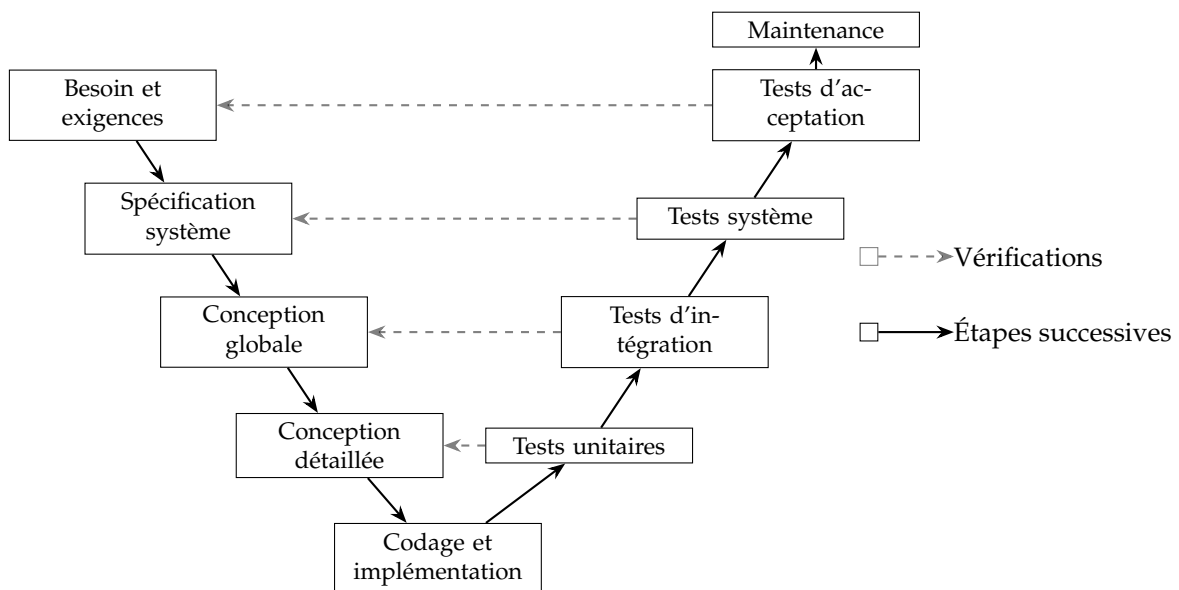 Maintenance
Besoin et
exigences
Tests d'ac-
ceptation
Spécification
système
Tests système
Vérifications
Conception
globale
Tests d'in-
tégration
Étapes successives
Conception
détaillée
Tests unitaires
Codage et
implémentation